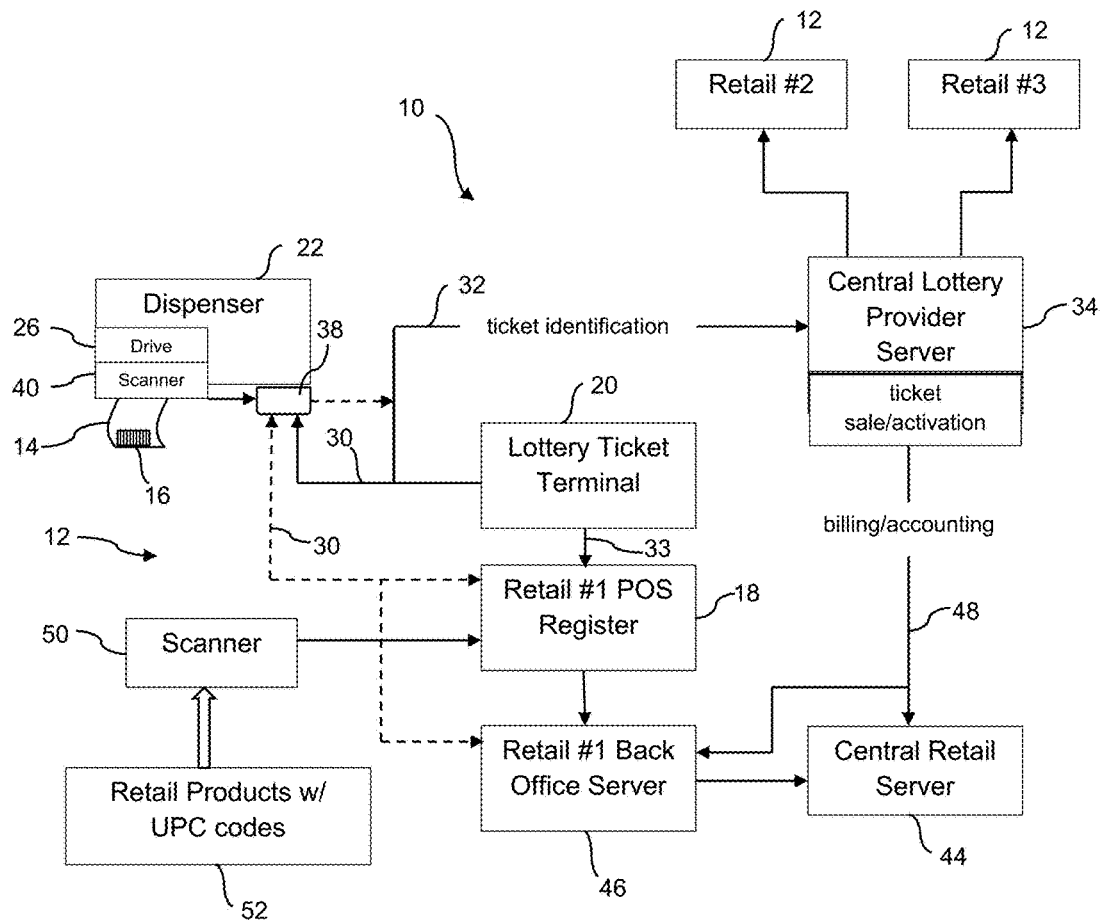 12
12
Retail #2
Retail #3
10
22
32
Dispenser
38
ticket identification
Central Lottery
Provider
Server
34
26
Drive
40
Scanner
20
ticket
sale/activation
14
16
30
Lottery Ticket
Terminal
12
30
33
billing/accounting
Retail #1 POS
Register
18
50
Scanner
48
Retail #1 Back
Office Server
Central Retail
Server
Retail Products w/
UPC codes
46
44
52